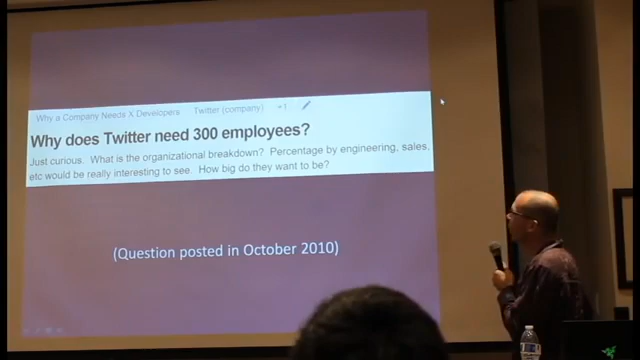 Why a Company Needs X Developers Twitter (company) +1
Why does Twitter need 300 employees?
Just curious. What is the organizational breakdown? Percentage by engineering, sales,
etc would be really interesting to see. How big do they want to be?
(Question posted in October 2010)